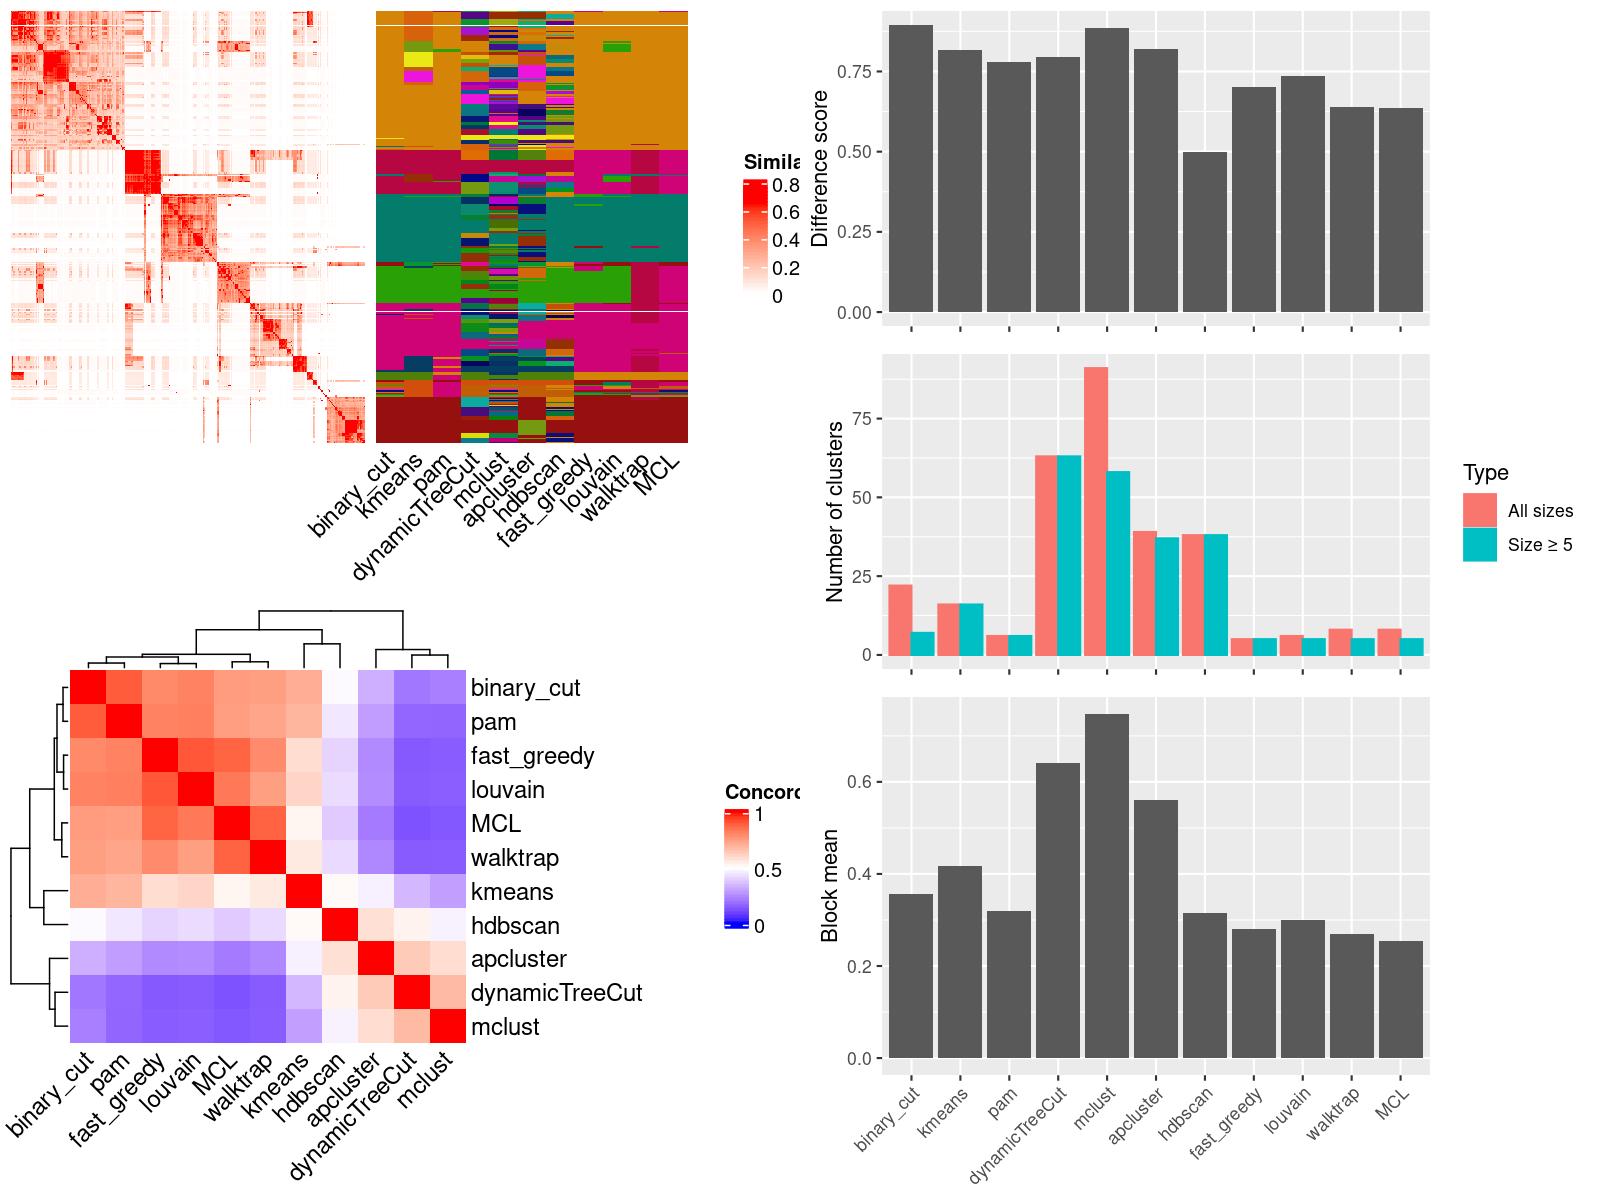 Simila
0.8
0.6
0.4
0.2
0
binary_cut
kmeans
pam
dynamicTreeCut
mclust
apcluster
hdbscan
fast_greedy
louvain
walktrap
MCL
binary_cut
pam
fast_greedy
louvain
MCL
walktrap
kmeans
hdbscan
apcluster
dynamicTreeCut
mclust
binary_cut
pam
fast_greedy
louvain
MCL
walktrap
kmeans
hdbscan
apcluster
dynamicTreeCut
mclust
Concord
1
0.5
0
Difference score
0.75
0.50
0.25
0.00
Number of clusters
75
50
25
0
Type
All sizes
Size ≥ 5
Block mean
0.6
0.4
0.2
0.0
binary_cut
kmeans
pam
dynamicTreeCut
mclust
apcluster
hdbscan
fast_greedy
louvain
walktrap
MCL